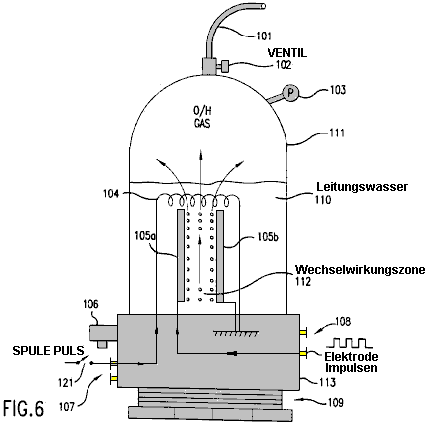 101
VENTIL
102
P
103
O/H
GAS
111
104
Leitungswasser
110
105a
105b
Wechselwirkungszone
112
106
108
SPULE PULS
121
Elektrode
Impulsen
107
113
109
FIG.6